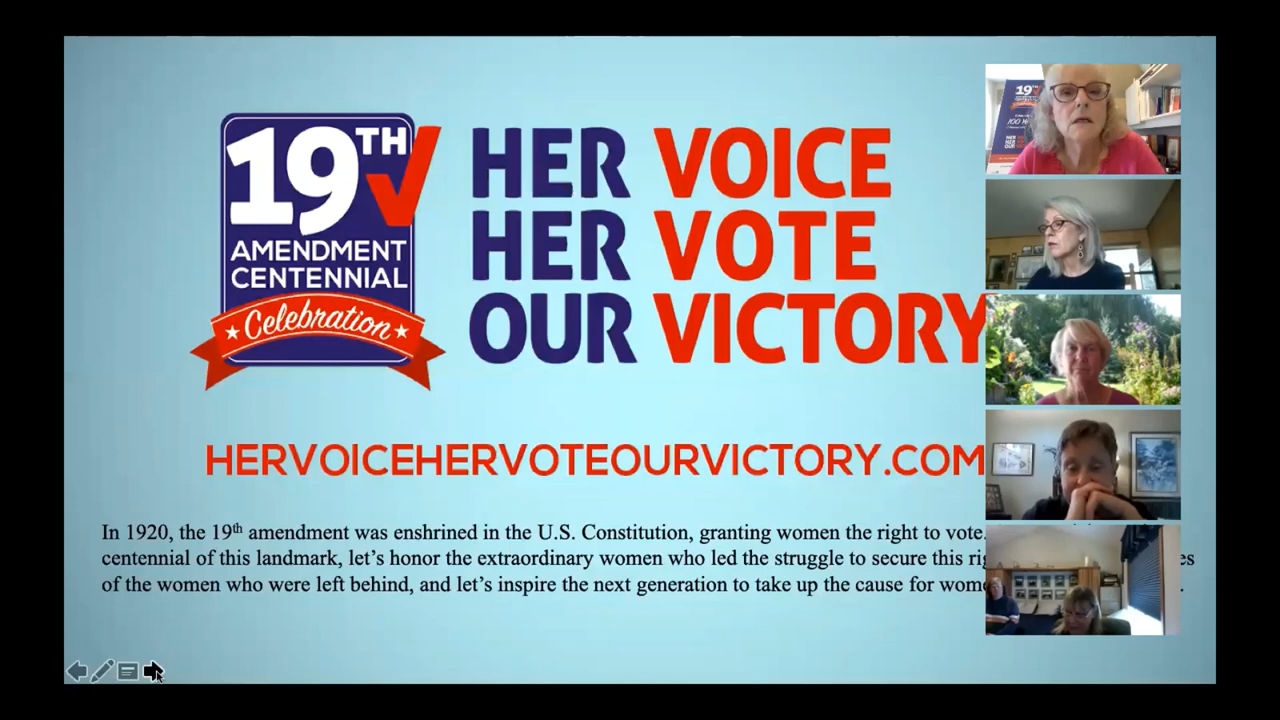 19TH
AMENDMENT
CENTENNIAL
Celebration
HER VOICE
HER VOTE
OUR VICTORY
HERVOICEHERVOTEOURVICTORY.COM
In 1920, the 19th amendment was enshrined in the U.S. Constitution, granting women the right to vote.
centennial of this landmark, let's honor the extraordinary women who led the struggle to secure this
of the women who were left behind, and let's inspire the next generation to take up the cause for
19TH